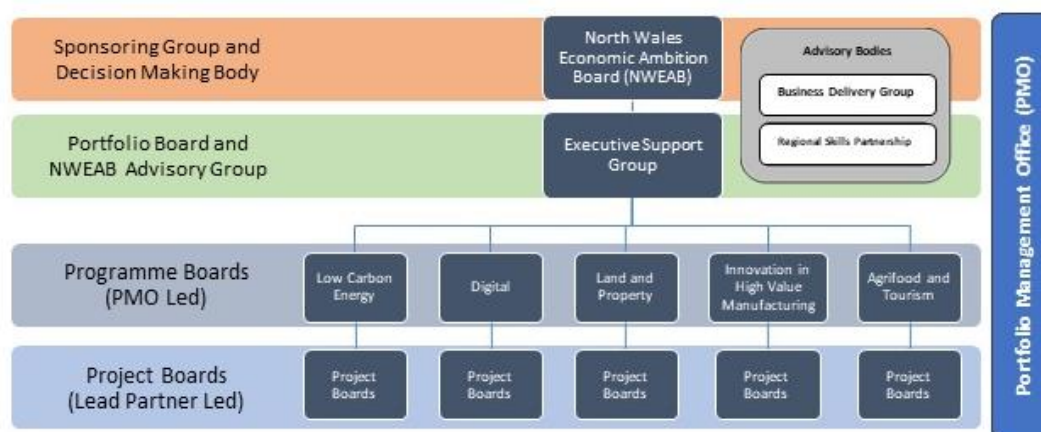 Sponsoring Group and
Decision Making Body
North Wales
Economic Ambition
Board (NWEAB)
Advisory Bodies
Business Delivery Group
Regional Skills Partnership
Portfolio Board and
NWEAB Advisory Group
Executive Support
Group
Programme Boards
(PMO Led)
Low Carbon
Energy
Digital
Land and
Property
Innovation in
High Value
Manufacturing
Agrifood and
Tourism
Project Boards
(Lead Partner Led)
Project
Boards
Project
Boards
Project
Boards
Project
Boards
Project
Boards
Portfolio Management Office (PMO)